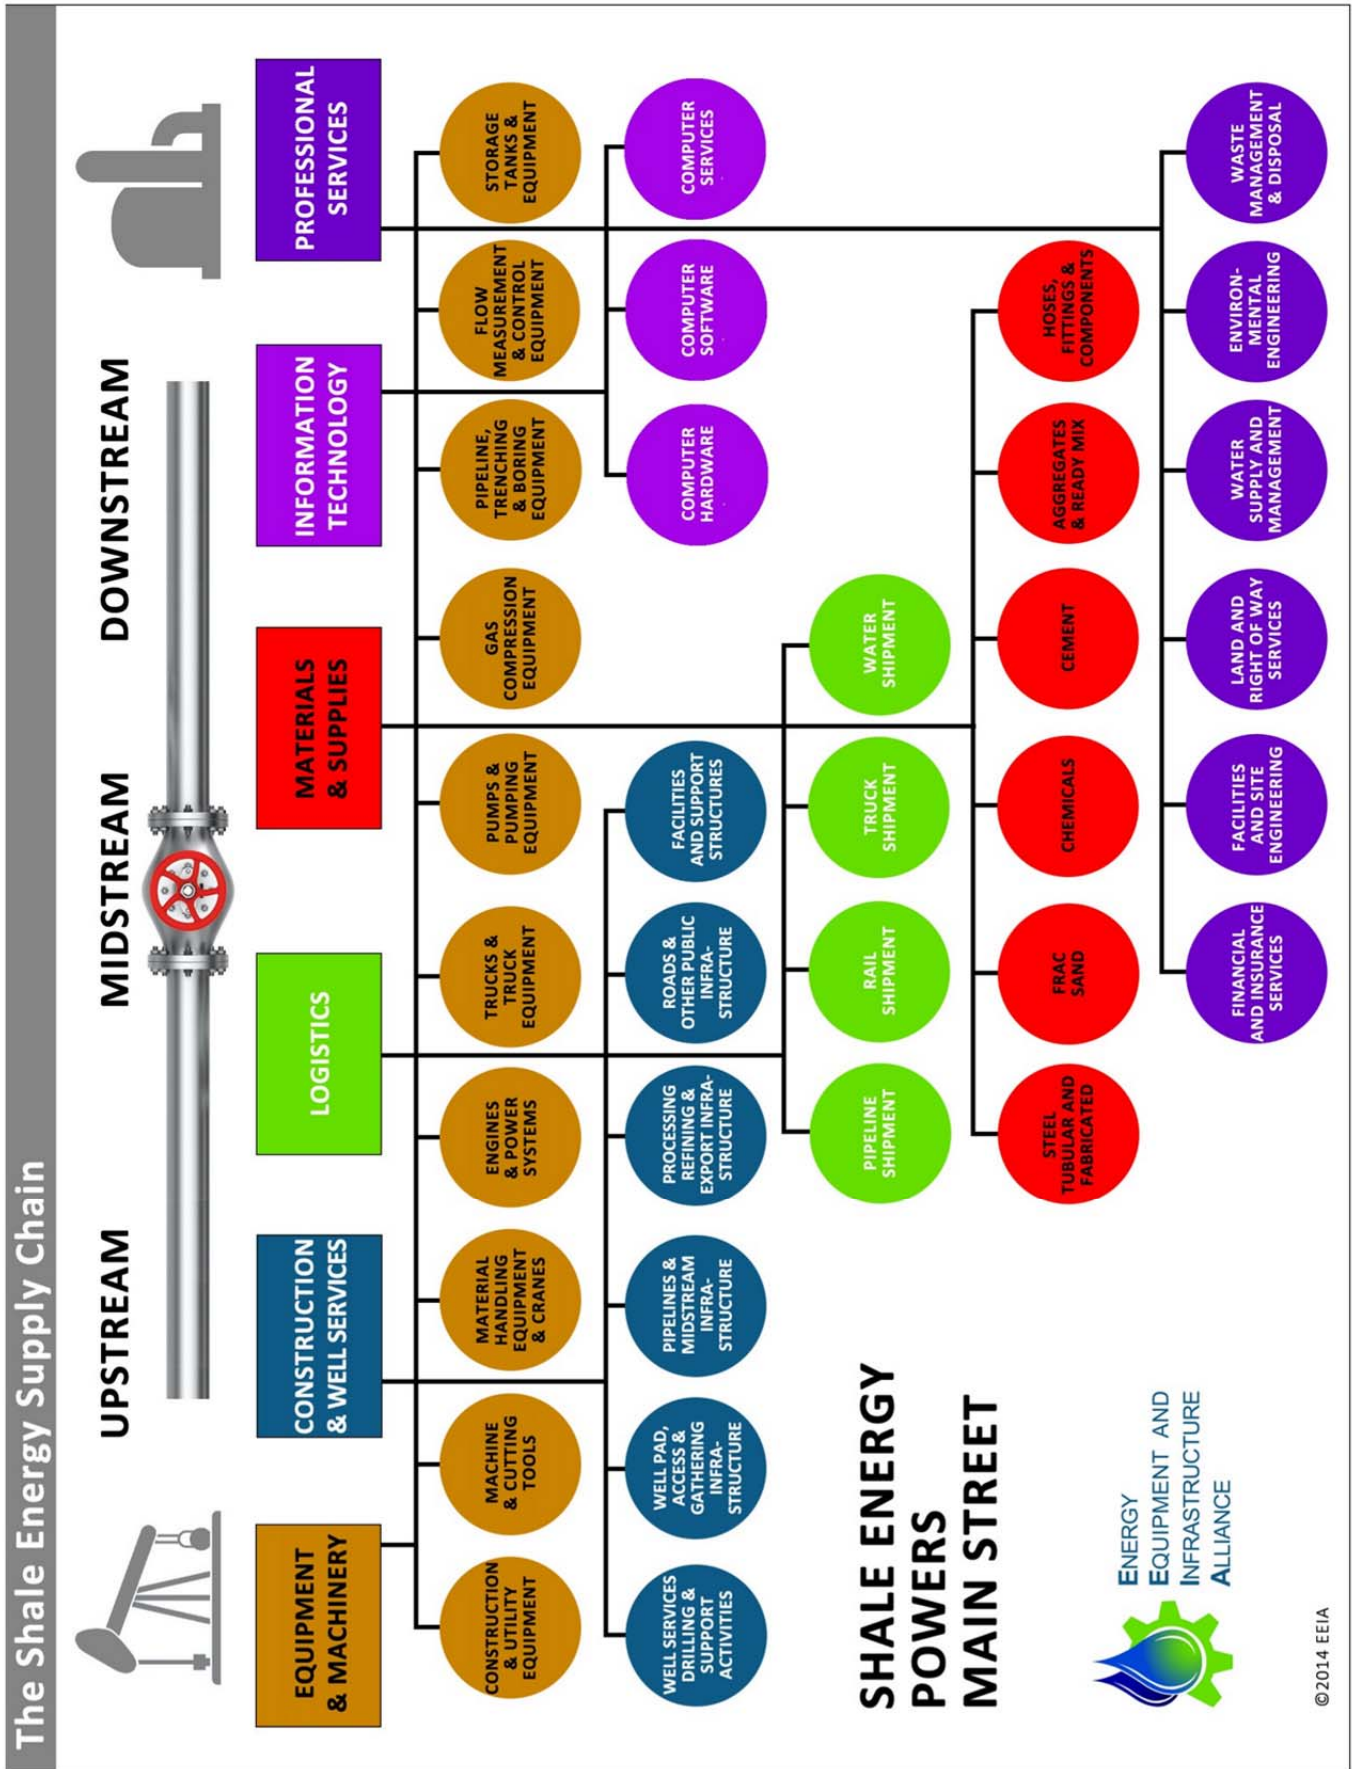 The Shale Energy Supply Chain
UPSTREAM
MIDSTREAM
DOWNSTREAM
EQUIPMENT
& MACHINERY
CONSTRUCTION
& WELL SERVICES
LOGISTICS
MATERIALS
& SUPPLIES
INFORMATION
TECHNOLOGY
PROFESSIONAL
SERVICES
CONSTRUCTION
& UTILITY
EQUIPMENT
MACHINE
& CUTTING
TOOLS
MATERIAL
HANDLING
EQUIPMENT
& CRANES
ENGINES
& POWER
SYSTEMS
TRUCKS &
TRUCK
EQUIPMENT
PUMPS &
PUMPING
EQUIPMENT
GAS
COMPRESSION
EQUIPMENT
PIPELINE,
TRENCHING
& BORING
EQUIPMENT
FLOW
MEASUREMENT
& CONTROL
EQUIPMENT
STORAGE
TANKS &
EQUIPMENT
WELL SERVICES
DRILLING &
SUPPORT
ACTIVITIES
WELL PAD,
ACCESS &
GATHERING
INFRA-
STRUCTURE
PIPELINES &
MIDSTREAM
INFRA-
STRUCTURE
PROCESSING
REFINING &
EXPORT INFRA-
STRUCTURE
ROADS &
OTHER PUBLIC
INFRA-
STRUCTURE
FACILITIES
AND SUPPORT
STRUCTURES
COMPUTER
HARDWARE
COMPUTER
SOFTWARE
COMPUTER
SERVICES
PIPELINE
SHIPMENT
RAIL
SHIPMENT
TRUCK
SHIPMENT
WATER
SHIPMENT
STEEL
TUBULAR AND
FABRICATED
FRAC
SAND
CHEMICALS
CEMENT
AGGREGATES
& READY MIX
HOSES,
FITTINGS &
COMPONENTS
FINANCIAL
AND INSURANCE
SERVICES
FACILITIES
AND SITE
ENGINEERING
LAND AND
RIGHT OF WAY
SERVICES
WATER
SUPPLY AND
MANAGEMENT
ENVIRON-
MENTAL
ENGINEERING
WASTE
MANAGEMENT
& DISPOSAL
SHALE ENERGY
POWERS
MAIN STREET
ENERGY
EQUIPMENT AND
INFRASTRUCTURE
ALLIANCE
©2014 EEIA